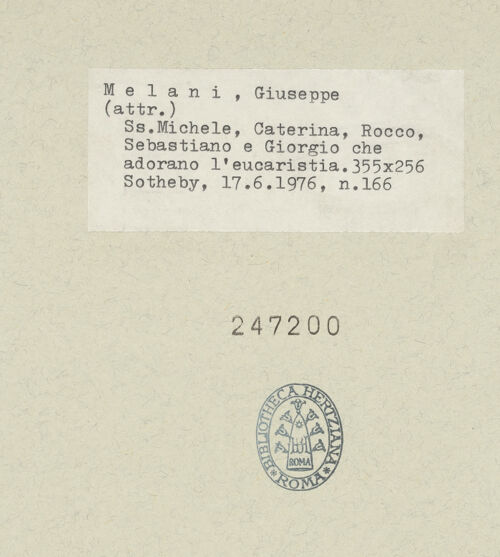 M e l a n i , Giuseppe
(attr.)
Ss.Michele, Caterina, Rocco,
Sebastiano e Giorgio che
adorano l'eucaristia.355x256
Sotheby, 17.6.1976, n.166
247200
BIBLIOTHECA HERTZIANA
ROMA
ROMA